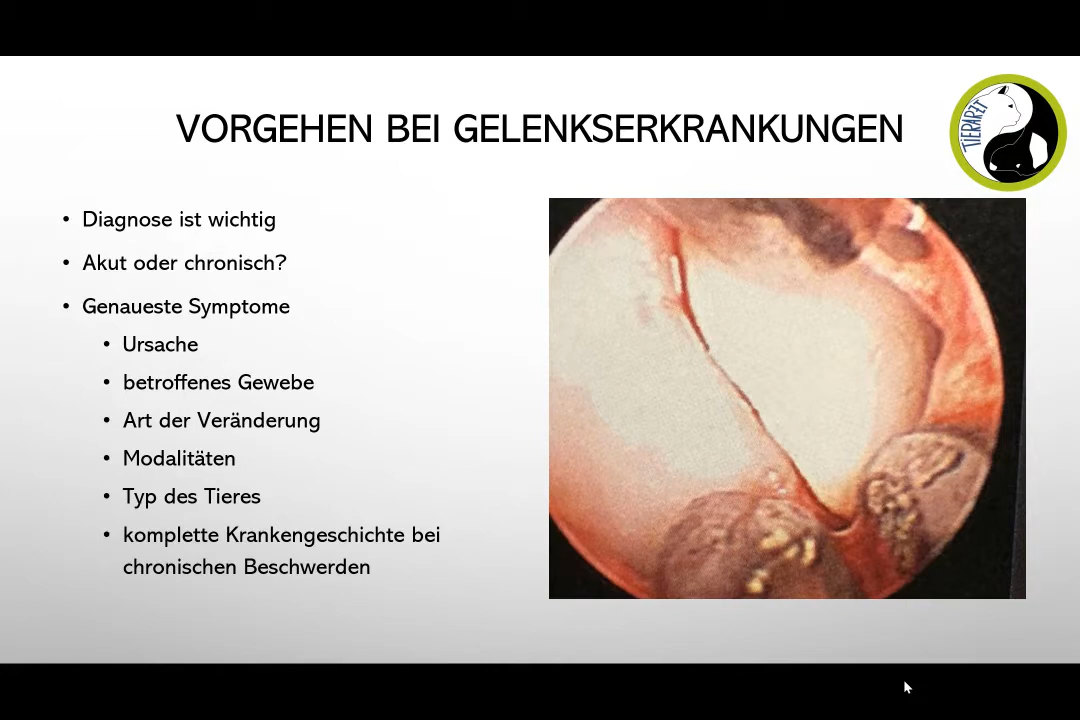 VORGEHEN BEI GELENKSERKRANKUNGEN
TIERARZT
• Diagnose ist wichtig
• Akut oder chronisch?
• Genaueste Symptome
• Ursache
• betroffenes Gewebe
• Art der Veränderung
• Modalitäten
• Typ des Tieres
• komplette Krankengeschichte bei
chronischen Beschwerden